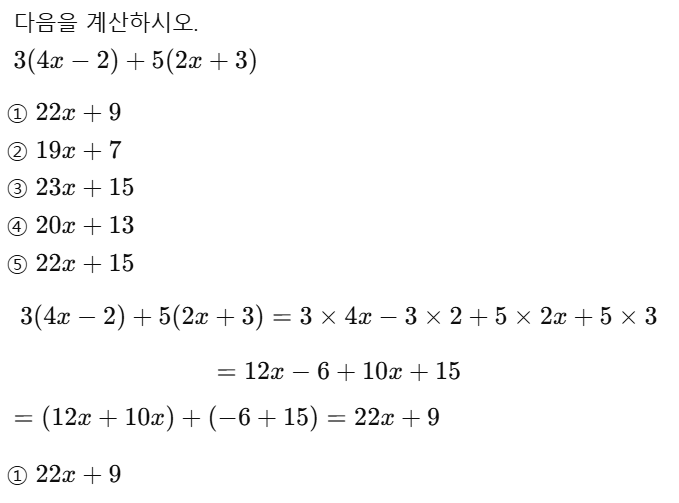 다음을 계산하시오.
3(4x − 2) + 5(2x + 3)
① 22x + 9
② 19x + 7
③ 23x + 15
④ 20x + 13
⑤ 22x + 15
3(4x − 2) + 5(2x + 3) = 3 × 4x − 3 × 2 + 5 × 2x + 5 × 3
= 12x − 6 + 10x + 15
= (12x + 10x) + (−6 + 15) = 22x + 9
① 22x + 9